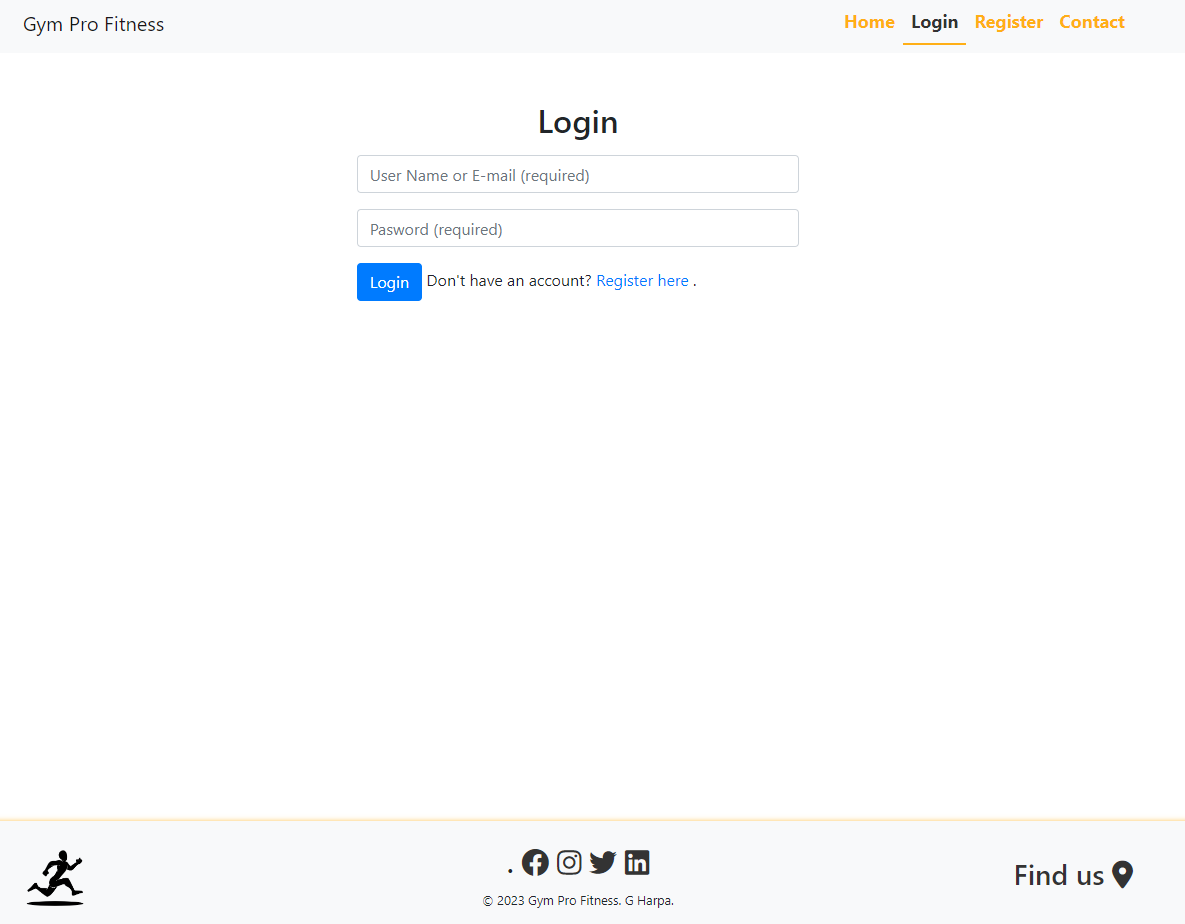 Gym Pro Fitness
Home Login Register Contact
Login
User Name or E-mail (required)
Pasword (required)
Login Don't have an account? Register here .
.
Find us
© 2023 Gym Pro Fitness. G Harpa.